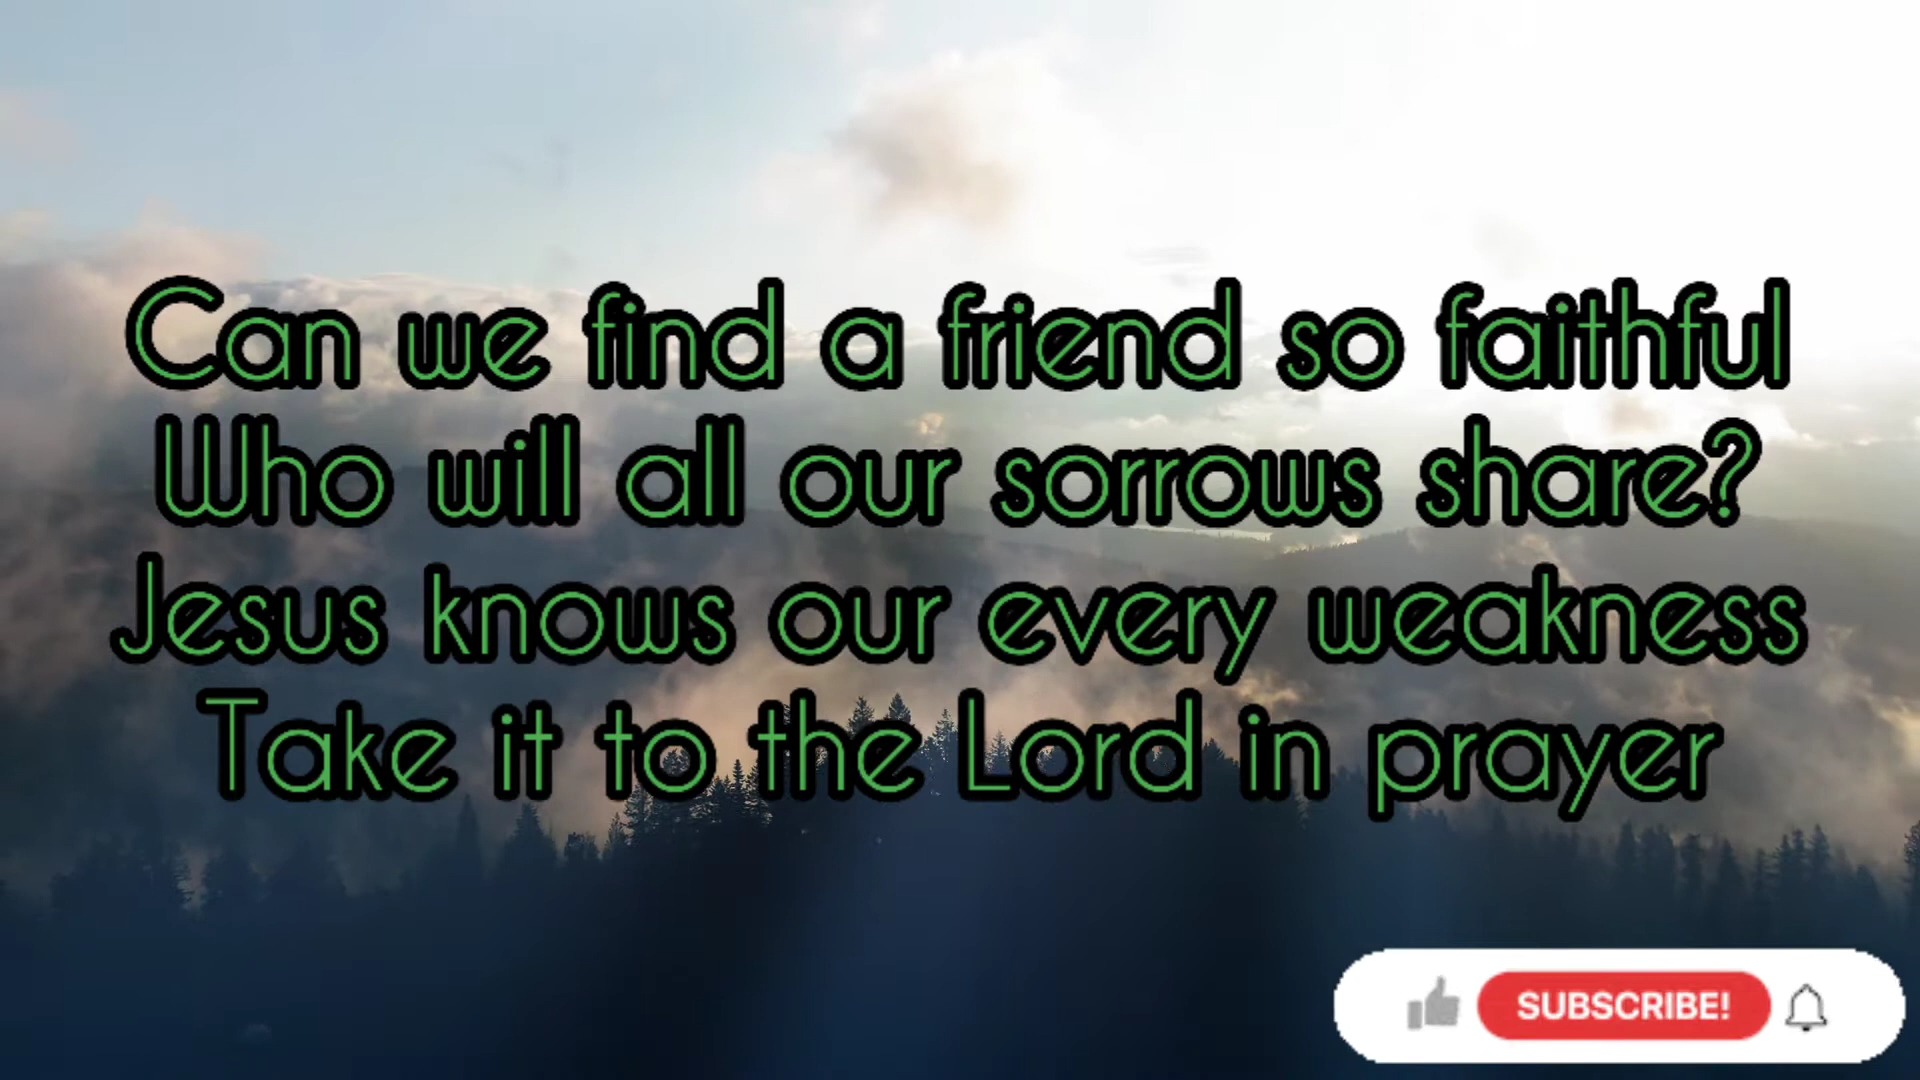 Can we find a friend so faithful
Who will all our sorrows share?
Jesus knows our every weakness
Take it to the Lord in prayer
SUBSCRIBE!